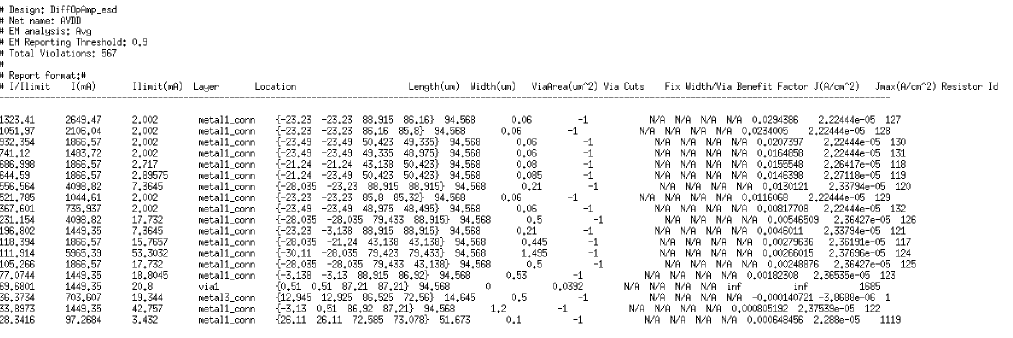 # Design: DiffOpAmp_esd
# Net name: AVDD
# EM analysis: Avg
# EM Reporting Threshold: 0.9
# Total Violations: 567
#
# Report format:#
# I/Ilimit I(mA) Ilimit(mA) Layer Location Length(um) Width(um) ViaArea(um^2) Via Cuts Fix Width/Via Benefit Factor J(A/cm^2) Jmax(A/cm^2) Resistor Id
1323.41 2649.47 2.002 metal1_conn {-23.23 -23.23 88.915 86.16} 94.568 0.06 -1 N/A N/A N/A N/A 0.0294386 2.22444e-05 127
1051.97 2106.04 2.002 metal1_conn {-23.23 -23.23 86.16 85.8} 94.568 0.06 -1 N/A N/A N/A N/A 0.0234005 2.22444e-05 128
932.354 1866.57 2.002 metal1_conn {-23.49 -23.49 50.423 49.335} 94.568 0.06 -1 N/A N/A N/A N/A 0.0207397 2.22444e-05 130
741.12 1483.72 2.002 metal1_conn {-23.49 -23.49 49.335 48.975} 94.568 0.06 -1 N/A N/A N/A N/A 0.0164858 2.22444e-05 131
686.998 1866.57 2.717 metal1_conn {-21.24 -21.24 43.138 50.423} 94.568 0.08 -1 N/A N/A N/A N/A 0.0155548 2.26417e-05 118
644.59 1866.57 2.89575 metal1_conn {-21.24 -23.49 50.423 50.423} 94.568 0.085 -1 N/A N/A N/A N/A 0.0146398 2.27118e-05 119
556.564 4098.82 7.3645 metal1_conn {-28.035 -23.23 88.915 88.915} 94.568 0.21 -1 N/A N/A N/A N/A 0.0130121 2.33794e-05 120
521.785 1044.61 2.002 metal1_conn {-23.23 -23.23 85.8 85.32} 94.568 0.06 -1 N/A N/A N/A N/A 0.0116068 2.22444e-05 129
367.601 735.937 2.002 metal1_conn {-23.49 -23.49 48.975 48.495} 94.568 0.06 -1 N/A N/A N/A N/A 0.00817708 2.22444e-05 132
231.154 4098.82 17.732 metal1_conn {-28.035 -28.035 79.433 88.915} 94.568 0.5 -1 N/A N/A N/A N/A 0.00546509 2.36427e-05 126
196.802 1449.35 7.3645 metal1_conn {-23.23 -3.138 88.915 88.915} 94.568 0.21 -1 N/A N/A N/A N/A 0.0046011 2.33794e-05 121
118.394 1866.57 15.7657 metal1_conn {-28.035 -21.24 43.138 43.138} 94.568 0.445 -1 N/A N/A N/A N/A 0.00279636 2.36191e-05 117
111.914 5965.39 53.3032 metal1_conn {-30.11 -28.035 79.423 79.433} 94.568 1.495 -1 N/A N/A N/A N/A 0.00266015 2.37696e-05 124
105.266 1866.57 17.732 metal1_conn {-28.035 -28.035 79.433 43.138} 94.568 0.5 -1 N/A N/A N/A N/A 0.00248876 2.36427e-05 125
77.0744 1449.35 18.8045 metal1_conn {-3.138 -3.13 88.915 86.92} 94.568 0.53 -1 N/A N/A N/A N/A 0.00182308 2.36535e-05 123
69.6801 1449.35 20.8 via1 {0.51 0.51 87.21 87.21} 94.568 0 0.0392 N/A N/A N/A N/A inf inf 1685
36.3734 703.607 19.344 metal3_conn {12.945 12.925 86.525 72.56} 14.645 0.5 -1 N/A N/A N/A N/A -0.000140721 -3.8688e-06 1
33.8973 1449.35 42.757 metal1_conn {-3.13 0.51 86.92 87.21} 94.568 1.2 -1 N/A N/A N/A N/A 0.000805192 2.37539e-05 122
28.3416 97.2684 3.432 metal1_conn {26.11 26.11 72.585 73.078} 51.673 0.1 -1 N/A N/A N/A N/A 0.000648456 2.288e-05 1119